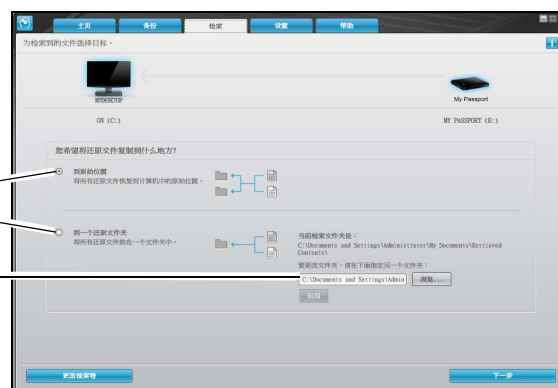 主页 备份 检索 设置 帮助
为检索到的文件选择目标。
MYDESKTOP
My Passport
OS (C:)
MY PASSPORT (E:)
您希望将还原文件复制到什么地方?
到原始位置
将所有还原文件恢复到计算机中的原始位置。
到一个还原文件夹
将所有还原文件放在一个文件夹中。
当前检索文件夹是：
C:\Documents and Settings\Administrator\My Documents\Retrieved
Contents\
要更改文件夹，请在下面指定另一个文件夹：
C:\Documents and Settings\Admin
浏览...
应用
更改检索卷
下一步